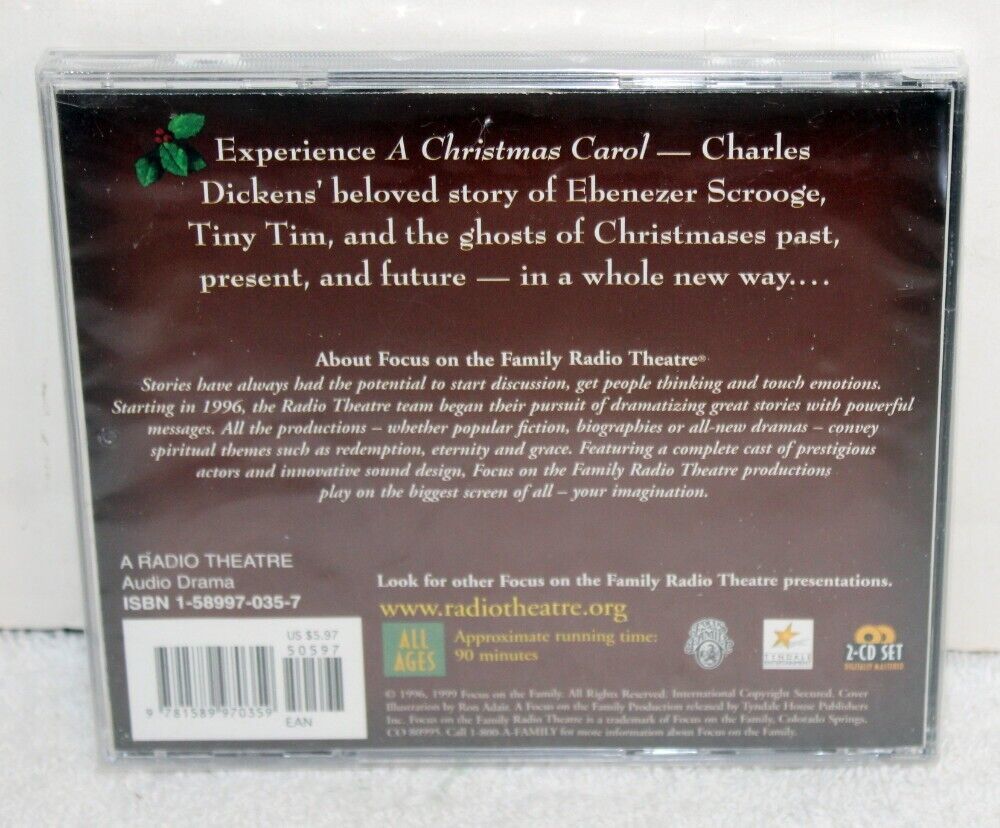 Experience A Christmas Carol — Charles
Dickens' beloved story of Ebenezer Scrooge,
Tiny Tim, and the ghosts of Christmases past,
present, and future — in a whole new way....
About Focus on the Family Radio Theatre®
Stories have always had the potential to start discussion, get people thinking and touch emotions.
Starting in 1996, the Radio Theatre team began their pursuit of dramatizing great stories with powerful
messages. All the productions – whether popular fiction, biographies or all-new dramas – convey
spiritual themes such as redemption, eternity and grace. Featuring a complete cast of prestigious
actors and innovative sound design, Focus on the Family Radio Theatre productions
play on the biggest screen of all – your imagination.
A RADIO THEATRE
Audio Drama
ISBN 1-58997-035-7
US $5.97
50597
9 781589 970359
EAN
Look for other Focus on the Family Radio Theatre presentations.
www.radiotheatre.org
ALL
AGES
Approximate running time:
90 minutes
TYNDALE
ENTERTAINMENT
2-CD SET
DIGITALLY MASTERED
© 1996, 1999 Focus on the Family. All Rights Reserved. International Copyright Secured. Cover
Illustration by Ron Adair. A Focus on the Family Production released by Tyndale House Publishers
Inc. Focus on the Family Radio Theatre is a trademark of Focus on the Family, Colorado Springs,
CO 80995. Call 1-800-A-FAMILY for more information about Focus on the Family.